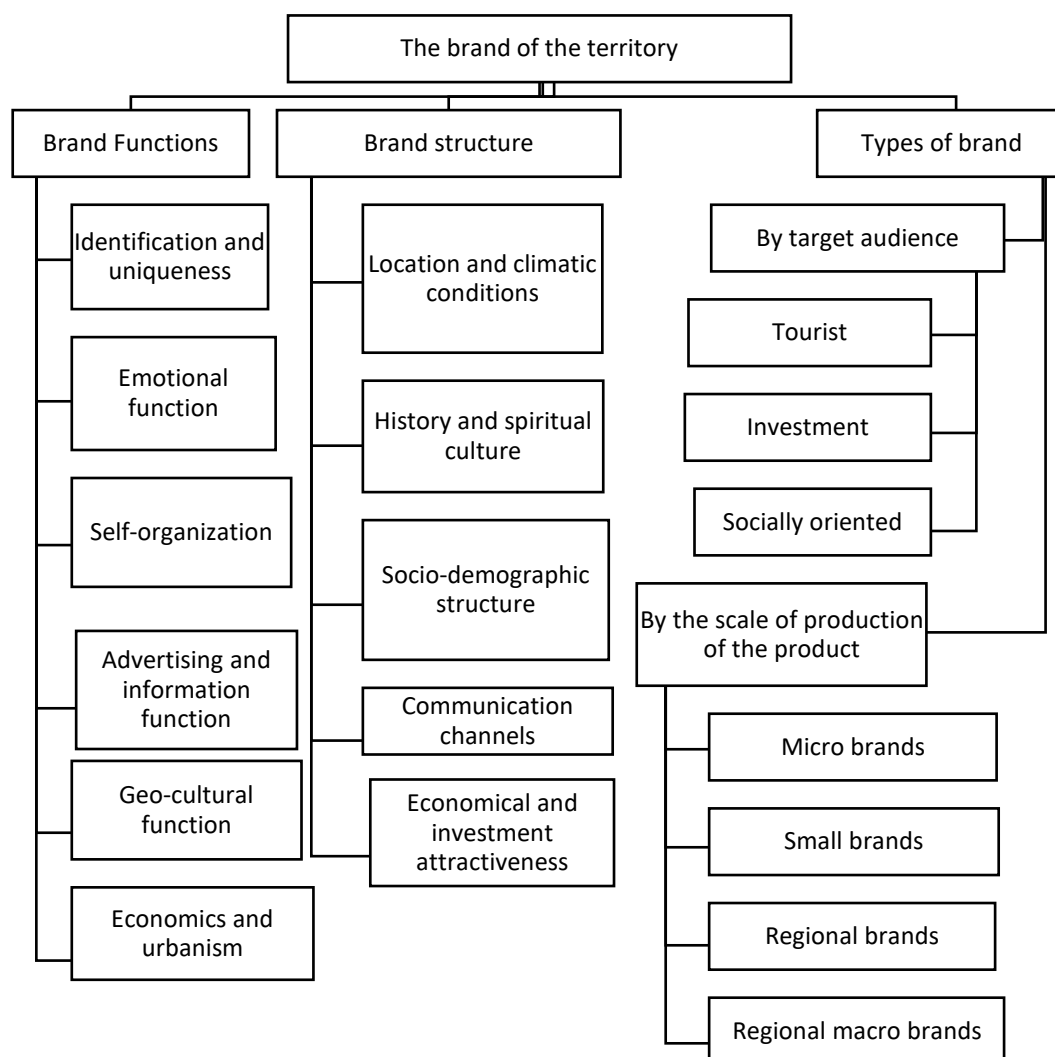 The brand of the territory
Brand Functions
Identification and
uniqueness
Emotional
function
Self-organization
Advertising and
information
function
Geo-cultural
function
Economics and
urbanism
Brand structure
Location and climatic
conditions
History and spiritual
culture
Socio-demographic
structure
Communication
channels
Economical and
investment
attractiveness
Types of brand
By target audience
Tourist
Investment
Socially oriented
By the scale of production
of the product
Micro brands
Small brands
Regional brands
Regional macro brands